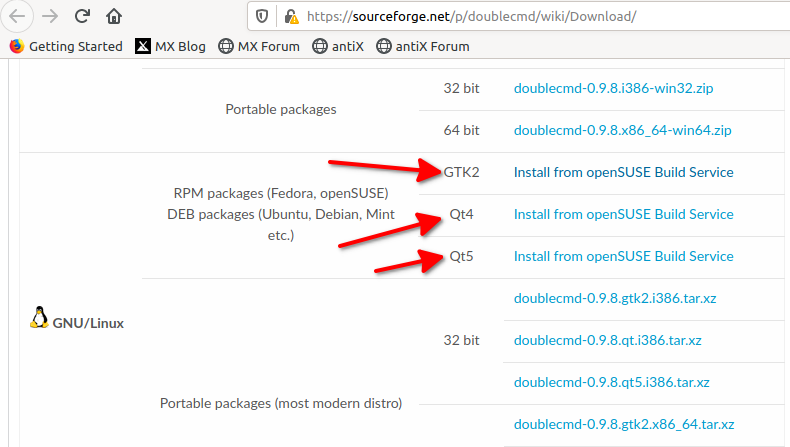 https://sourceforge.net/p/doublecmd/wiki/Download/
Getting Started MX Blog MX Forum antiX antiX Forum
32 bit doublecmd-0.9.8.i386-win32.zip
Portable packages
64 bit doublecmd-0.9.8.x86_64-win64.zip
GTK2 Install from openSUSE Build Service
RPM packages (Fedora, openSUSE)
DEB packages (Ubuntu, Debian, Mint
etc.)
Qt4 Install from openSUSE Build Service
Qt5 Install from openSUSE Build Service
GNU/Linux
doublecmd-0.9.8.gtk2.i386.tar.xz
32 bit doublecmd-0.9.8.qt.i386.tar.xz
doublecmd-0.9.8.qt5.i386.tar.xz
Portable packages (most modern distro)
doublecmd-0.9.8.gtk2.x86_64.tar.xz